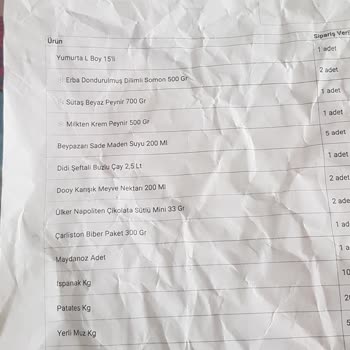 Ürün Sipariş Veri
Yumurta L Boy 15'li 1 adet
Erba Dondurulmuş Dilimli Somon 500 Gr 2 adet
Sütaş Beyaz Peynir 700 Gr 1 adet
Milkten Krem Peynir 500 Gr 1 adet
Beypazarı Sade Maden Suyu 200 Ml 5 adet
Didi Şeftali Buzlu Çay 2,5 Lt 1 adet
Dooy Karışık Meyve Nektarı 200 Ml 2 adet
Ülker Napoliten Çikolata Sütlü Mini 33 Gr 2 ade
Çarliston Biber Paket 300 Gr 1 ad
Maydanoz Adet 1 a
Ispanak Kg 10
Patates Kg
Yerli Muz Kg 5